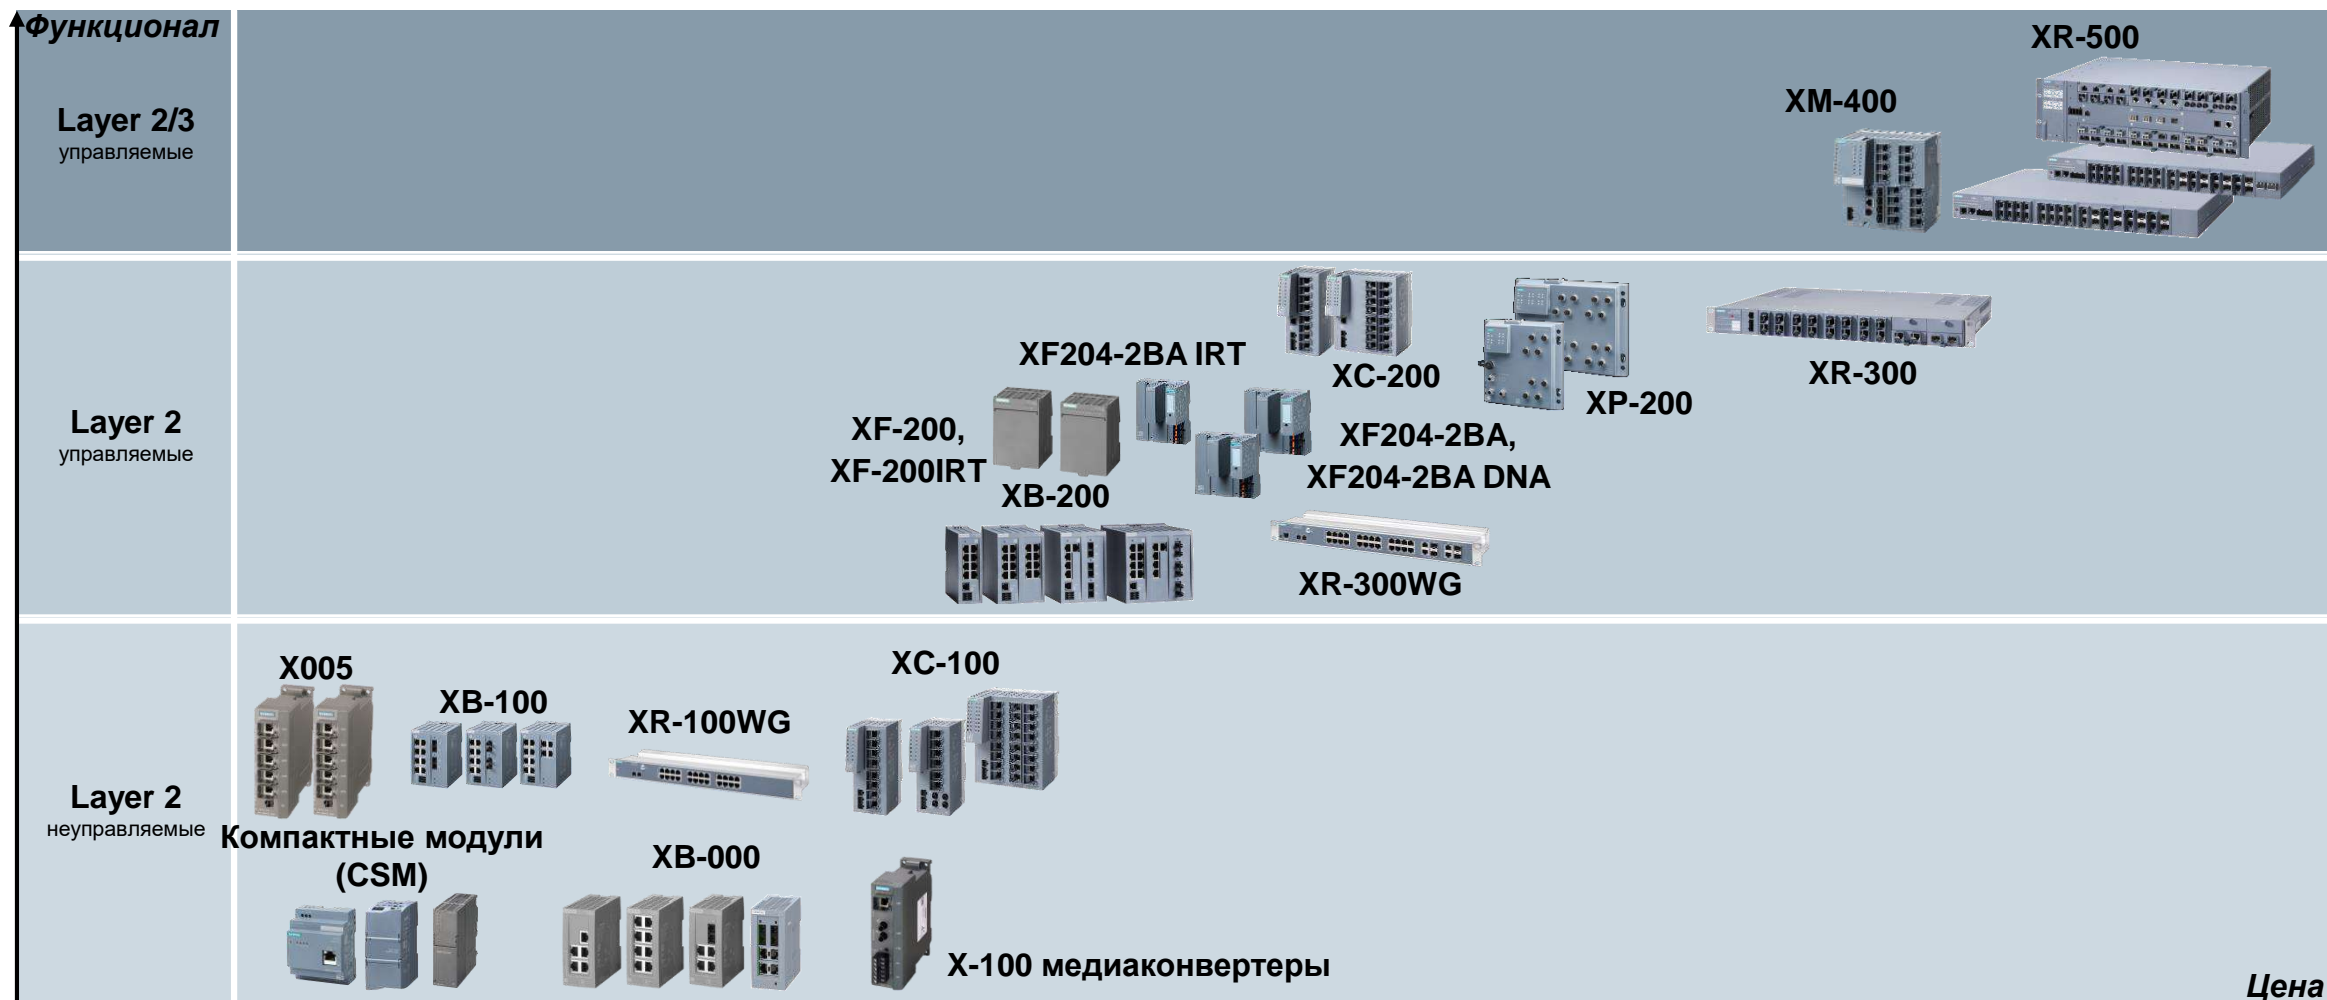 Функционал
XR-500
XM-400
Layer 2/3
управляемые
XF204-2BA IRT
XC-200
XR-300
XP-200
Layer 2
управляемые
XF-200,
XF-200IRT
XF204-2BA,
XF204-2BA DNA
XB-200
XR-300WG
X005
XC-100
XB-100
XR-100WG
Layer 2
неуправляемые
Компактные модули
(CSM)
XB-000
X-100 медиаконвертеры
Цена